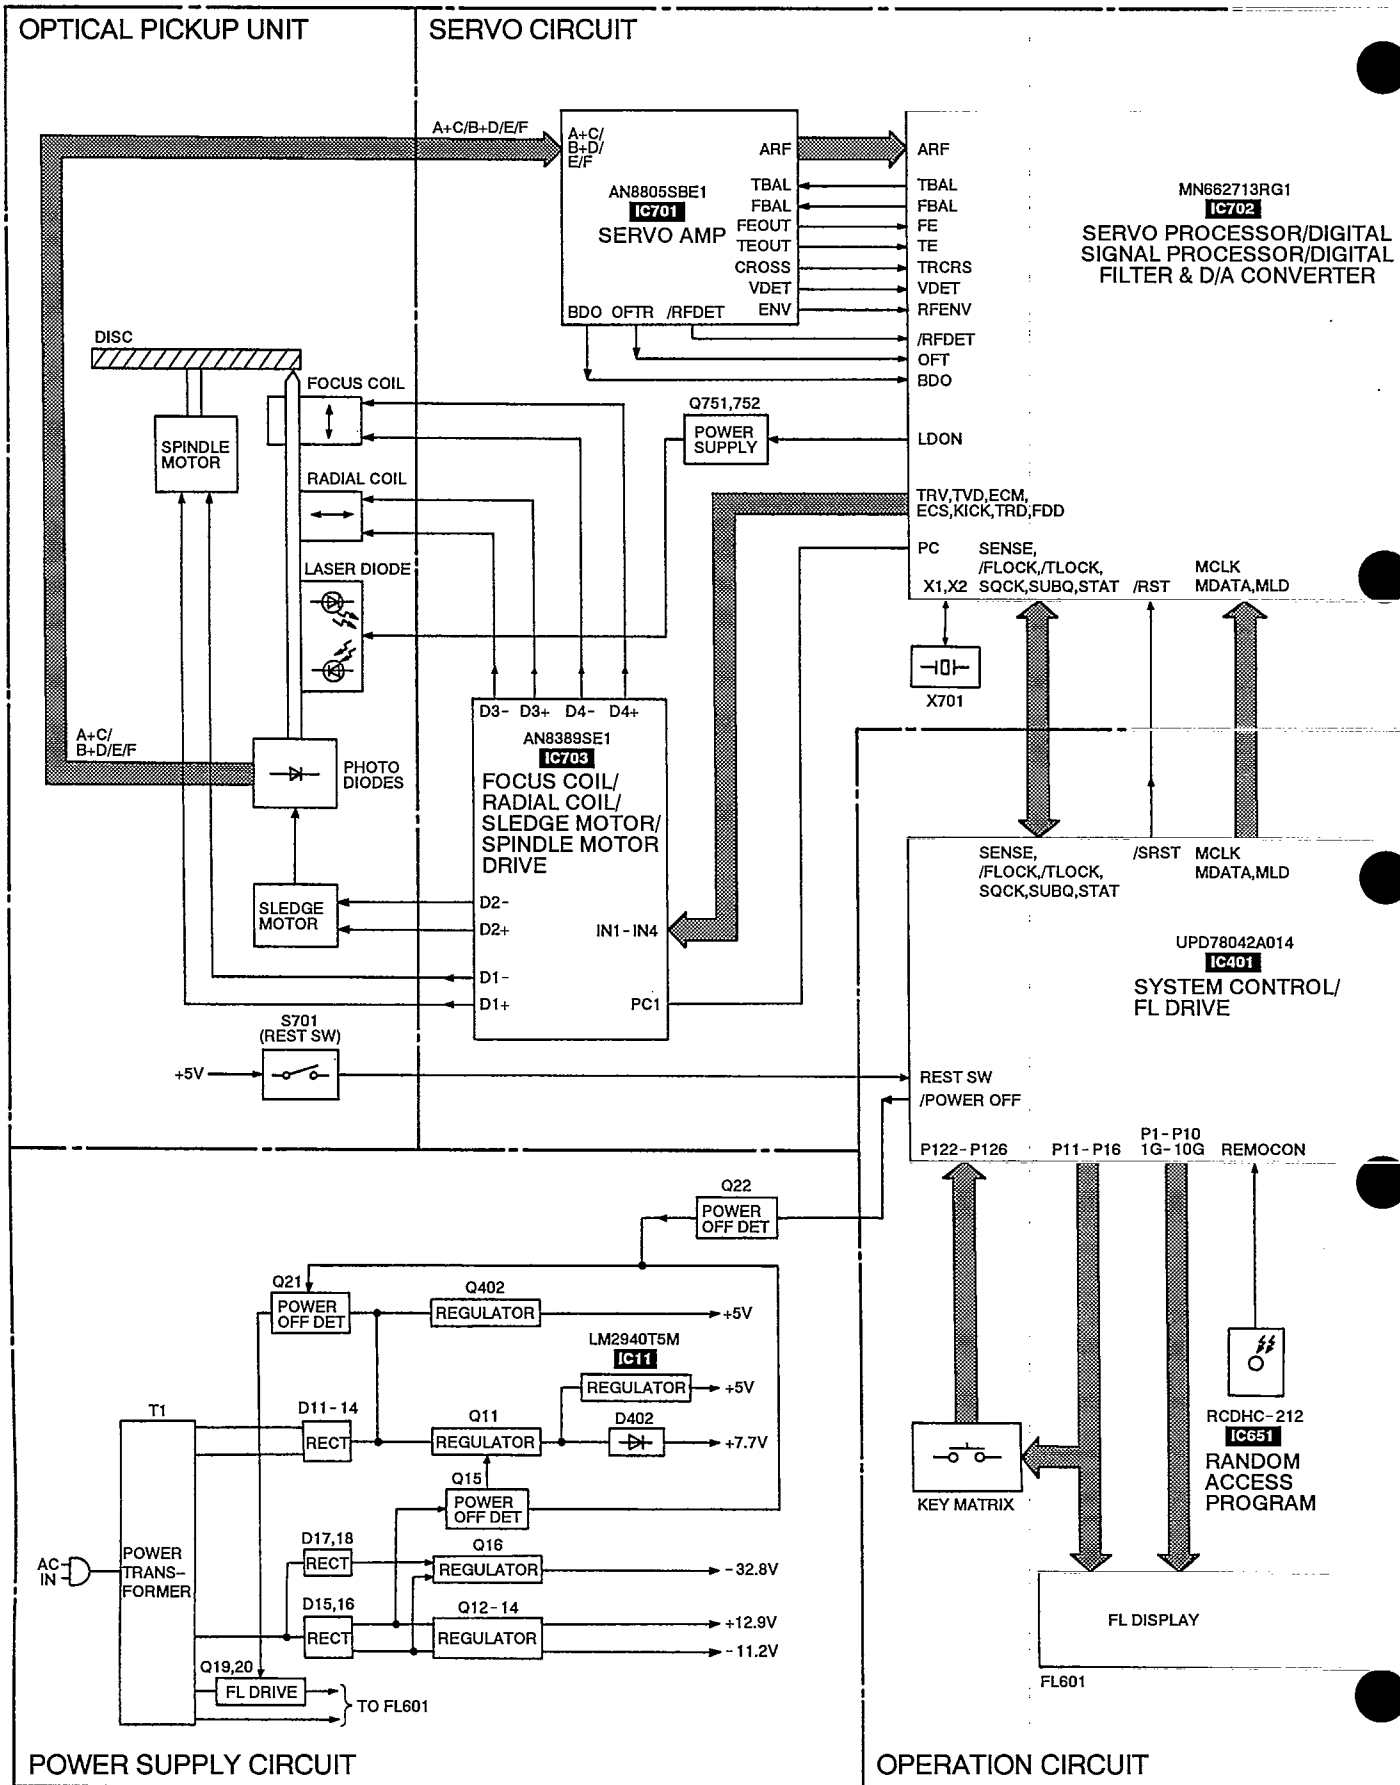 OPTICAL PICKUP UNIT
SERVO CIRCUIT
A+C/B+D/E/F
A+C/
B+D/
E/F
ARF
AN8805SBE1
IC701
SERVO AMP
TBAL
FBAL
FEOUT
TEOUT
CROSS
VDET
ENV
BDO OFTR /RFDET
ARF
TBAL
FBAL
FE
TE
TRCRS
VDET
RFENV
/RFDET
OFT
BDO
MN662713RG1
IC702
SERVO PROCESSOR/DIGITAL
SIGNAL PROCESSOR/DIGITAL
FILTER & D/A CONVERTER
DISC
FOCUS COIL
SPINDLE
MOTOR
RADIAL COIL
LASER DIODE
Q751,752
POWER
SUPPLY
LDON
TRV,TVD,ECM,
ECS,KICK,TRD,FDD
PC
X1,X2
SENSE,
/FLOCK,/TLOCK,
SQCK,SUBQ,STAT
/RST
MCLK
MDATA,MLD
X701
A+C/
B+D/E/F
PHOTO
DIODES
SLEDGE
MOTOR
D3- D3+ D4- D4+
AN8389SE1
IC703
FOCUS COIL/
RADIAL COIL/
SLEDGE MOTOR/
SPINDLE MOTOR
DRIVE
D2-
D2+
IN1-IN4
D1-
D1+
PC1
S701
(REST SW)
+5V
SENSE,
/FLOCK,/TLOCK,
SQCK,SUBQ,STAT
/SRST
MCLK
MDATA,MLD
UPD78042A014
IC401
SYSTEM CONTROL/
FL DRIVE
REST SW
/POWER OFF
P122-P126
P11-P16
P1-P10
1G-10G
REMOCON
Q22
POWER
OFF DET
Q21
POWER
OFF DET
Q402
REGULATOR
+5V
LM2940T5M
IC11
REGULATOR
+5V
T1
D11-14
RECT
Q11
REGULATOR
D402
+7.7V
Q15
POWER
OFF DET
AC
IN
POWER
TRANS-
FORMER
D17,18
RECT
Q16
REGULATOR
-32.8V
D15,16
RECT
Q12-14
REGULATOR
+12.9V
-11.2V
Q19,20
FL DRIVE
TO FL601
KEY MATRIX
RCDHC-212
IC651
RANDOM
ACCESS
PROGRAM
FL DISPLAY
FL601
POWER SUPPLY CIRCUIT
OPERATION CIRCUIT